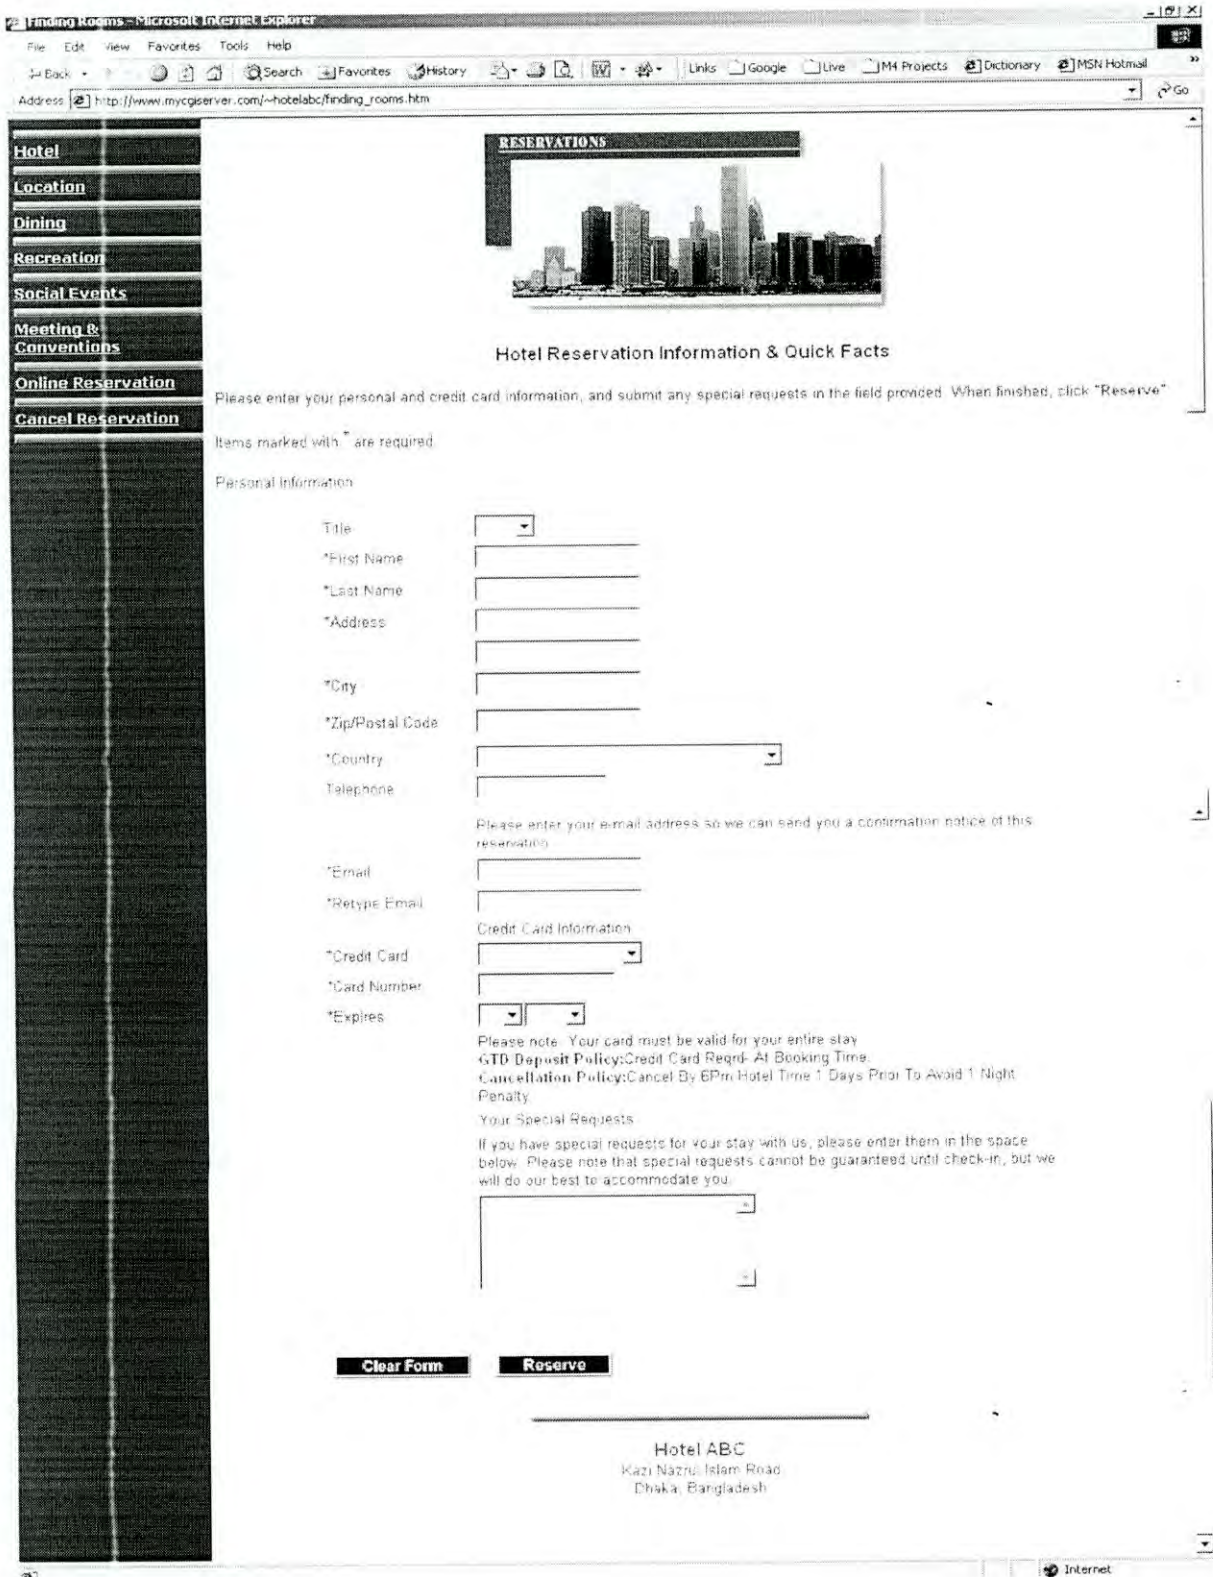 Finding Rooms - Microsoft Internet Explorer
File Edit View Favorites Tools Help
Back Search Favorites History Links Google Live M4 Projects Dictionary MSN Hotmail »
Address http://www.mycgiserver.com/~hotelabc/finding_rooms.htm Go
Hotel
Location
Dining
Recreation
Social Events
Meeting &
Conventions
Online Reservation
Cancel Reservation
RESERVATIONS
Hotel Reservation Information & Quick Facts
Please enter your personal and credit card information, and submit any special requests in the field provided. When finished, click "Reserve"
Items marked with * are required.
Personal Information
Title
*First Name
*Last Name
*Address
*City
*Zip/Postal Code
*Country
Telephone
Please enter your e-mail address so we can send you a confirmation notice of this
reservation
*Email
*Retype Email
Credit Card Information
*Credit Card
*Card Number
*Expires
Please note: Your card must be valid for your entire stay
GTD Deposit Policy:Credit Card Reqrd- At Booking Time.
Cancellation Policy:Cancel By 6Pm Hotel Time 1 Days Prior To Avoid 1 Night
Penalty
Your Special Requests
If you have special requests for your stay with us, please enter them in the space
below. Please note that special requests cannot be guaranteed until check-in, but we
will do our best to accommodate you.
Clear Form Reserve
Hotel ABC
Kazi Nazrul Islam Road
Dhaka, Bangladesh
Internet